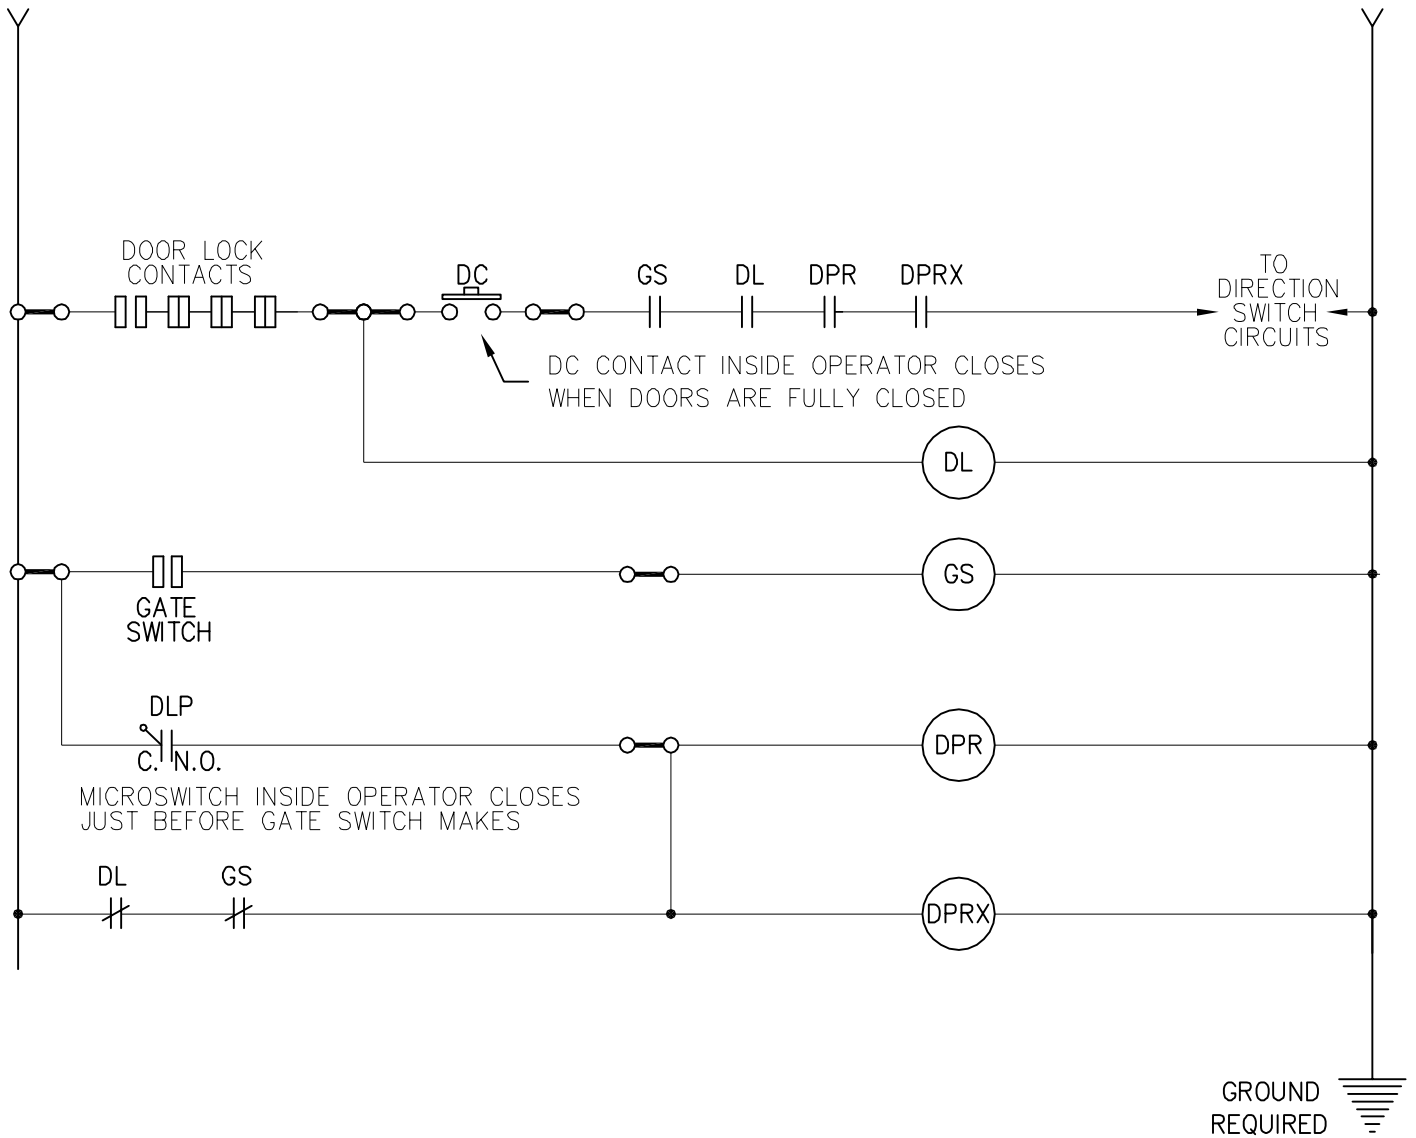 DOOR LOCK
CONTACTS
DC
GS
DL
DPR
DPRX
TO
DIRECTION
SWITCH
CIRCUITS
DC CONTACT INSIDE OPERATOR CLOSES
WHEN DOORS ARE FULLY CLOSED
DL
GS
GATE
SWITCH
DLP
C. N.O.
DPR
MICROSWITCH INSIDE OPERATOR CLOSES
JUST BEFORE GATE SWITCH MAKES
DL
GS
DPRX
GROUND
REQUIRED